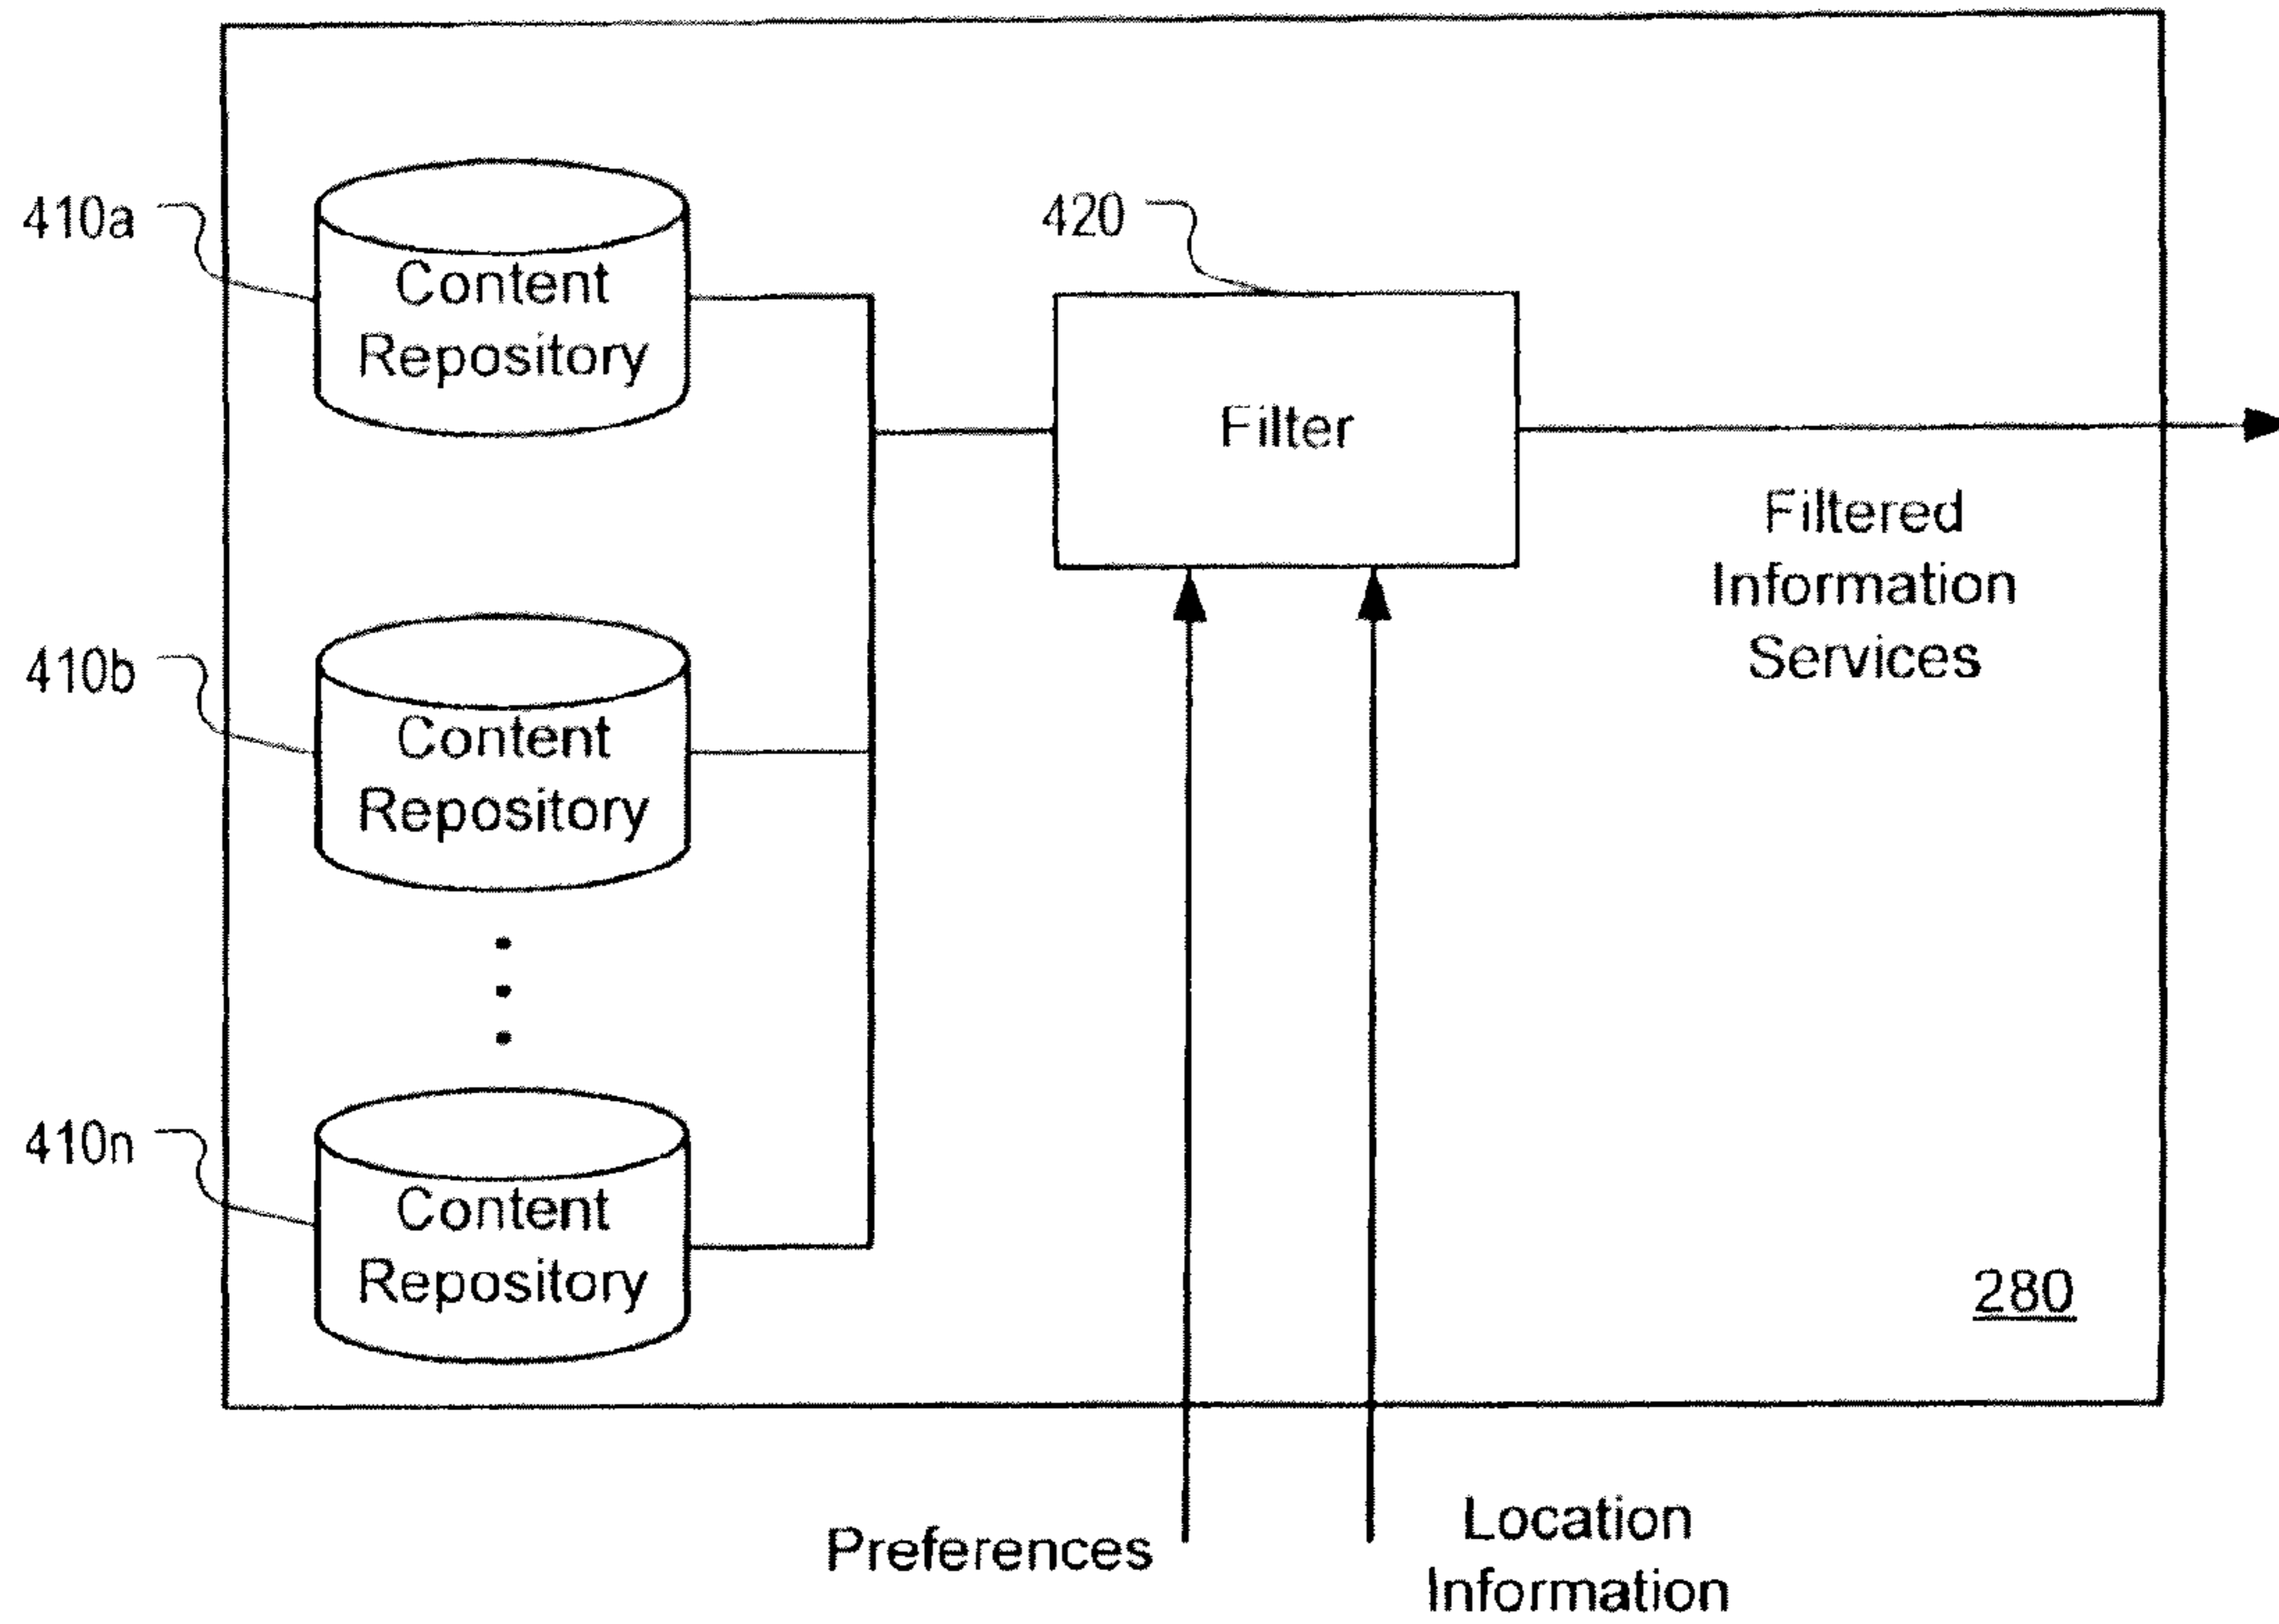 410a
Content
Repository
420
Filter
Filtered
Information
Services
410b
Content
Repository
410n
Content
Repository
280
Preferences
Location
Information